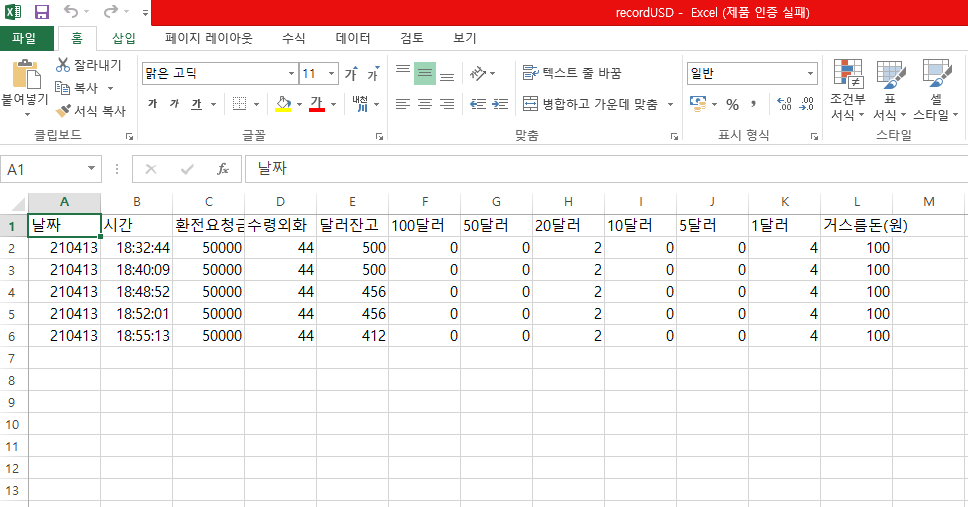 recordUSD - Excel (제품 인증 실패)
파일 홈 삽입 페이지 레이아웃 수식 데이터 검토 보기
잘라내기
복사
서식 복사
붙여넣기
클립보드
맑은 고딕 11 가 가
가 가 가 가 내천
글꼴
텍스트 줄 바꿈
병합하고 가운데 맞춤
맞춤
일반
% , .00
표시 형식
조건부 서식 표 서식 셀 스타일
스타일
A1 fx 날짜
A B C D E F G H I J K L M
1 날짜 시간 환전요청금 수령외화 달러잔고 100달러 50달러 20달러 10달러 5달러 1달러 거스름돈(원)
2 210413 18:32:44 50000 44 500 0 0 2 0 0 4 100
3 210413 18:40:09 50000 44 500 0 0 2 0 0 4 100
4 210413 18:48:52 50000 44 456 0 0 2 0 0 4 100
5 210413 18:52:01 50000 44 456 0 0 2 0 0 4 100
6 210413 18:55:13 50000 44 412 0 0 2 0 0 4 100
7
8
9
10
11
12
13